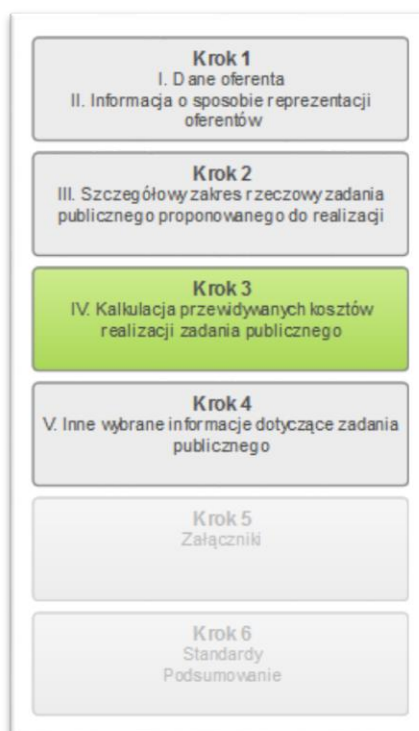 Krok 1
I. Dane oferenta
II. Informacja o sposobie reprezentacji
oferentów
Krok 2
III. Szczegółowy zakres rzeczowy zadania
publicznego proponowanego do realizacji
Krok 3
IV. Kalkulacja przewidywanych kosztów
realizacji zadania publicznego
Krok 4
V. Inne wybrane informacje dotyczące zadania
publicznego
Krok 5
Załączniki
Krok 6
Standardy
Podsumowanie